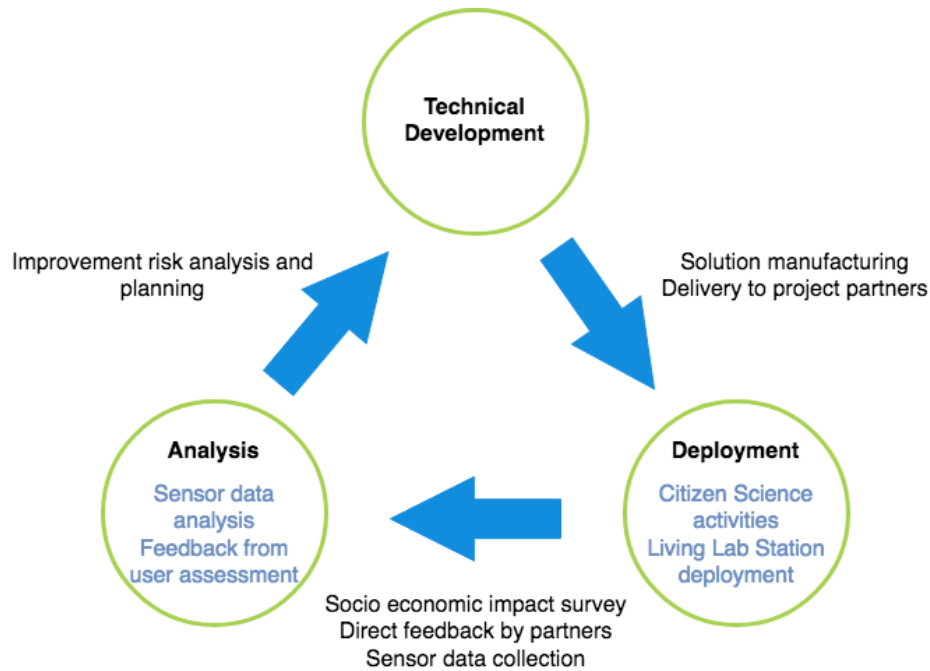 Technical
Development
Improvement risk analysis and
planning
Solution manufacturing
Delivery to project partners
Analysis
Sensor data
analysis
Feedback from
user assessment
Deployment
Citizen Science
activities
Living Lab Station
deployment
Socio economic impact survey
Direct feedback by partners
Sensor data collection